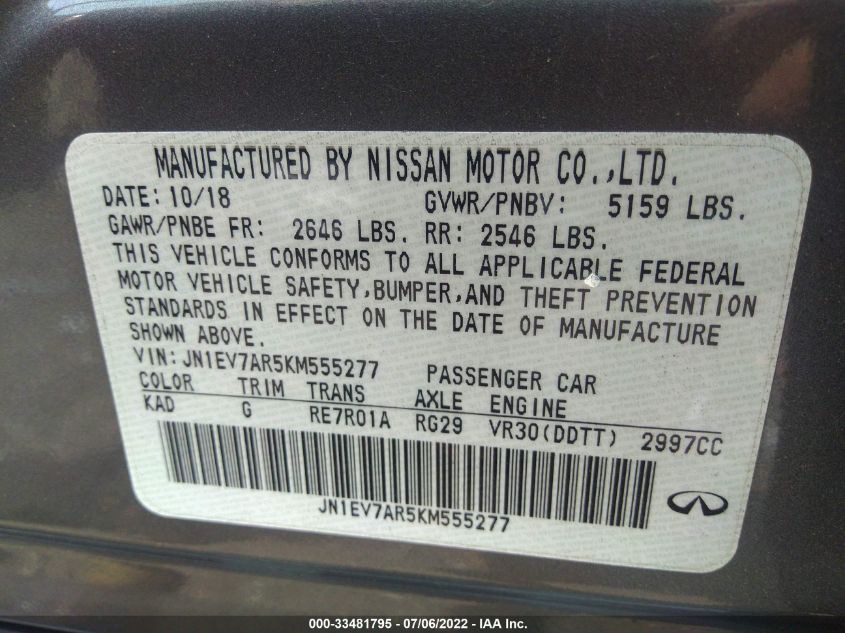 MANUFACTURED BY NISSAN MOTOR CO.,LTD.
DATE: 10/18 GVWR/PNBV: 5159 LBS.
GAWR/PNBE FR: 2646 LBS. RR: 2546 LBS.
THIS VEHICLE CONFORMS TO ALL APPLICABLE FEDERAL
MOTOR VEHICLE SAFETY,BUMPER,AND THEFT PREVENTION
STANDARDS IN EFFECT ON THE DATE OF MANUFACTURE
SHOWN ABOVE.
VIN: JN1EV7AR5KM555277 PASSENGER CAR
COLOR TRIM TRANS AXLE ENGINE
KAD G RE7R01A RG29 VR30(DDTT) 2997CC
JN1EV7AR5KM555277
000-33481795 - 07/06/2022 - IAA Inc.